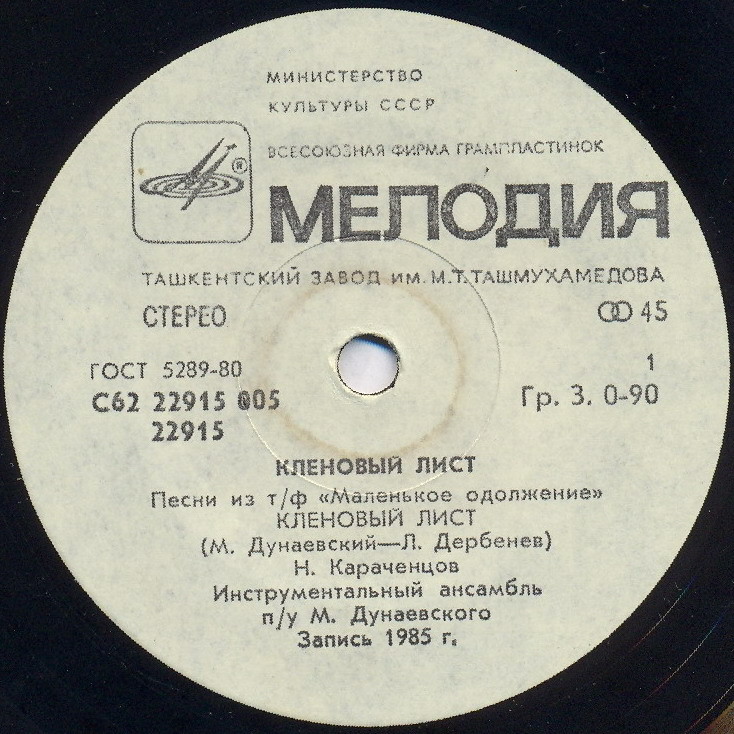 МИНИСТЕРСТВО
КУЛЬТУРЫ СССР
ВСЕСОЮЗНАЯ ФИРМА ГРАМПЛАСТИНОК
®
МЕЛОДИЯ
ТАШКЕНТСКИЙ ЗАВОД ИМ. М.Т.ТАШМУХАМЕДОВА
СТЕРЕО 45
ГОСТ 5289-80 1
С62 22915 005 Гр. 3. 0-90
22915
КЛЕНОВЫЙ ЛИСТ
Песни из т/ф «Маленькое одолжение»
КЛЕНОВЫЙ ЛИСТ
(М. Дунаевский—Л. Дербенев)
Н. Караченцов
Инструментальный ансамбль
п/у М. Дунаевского
Запись 1985 г.